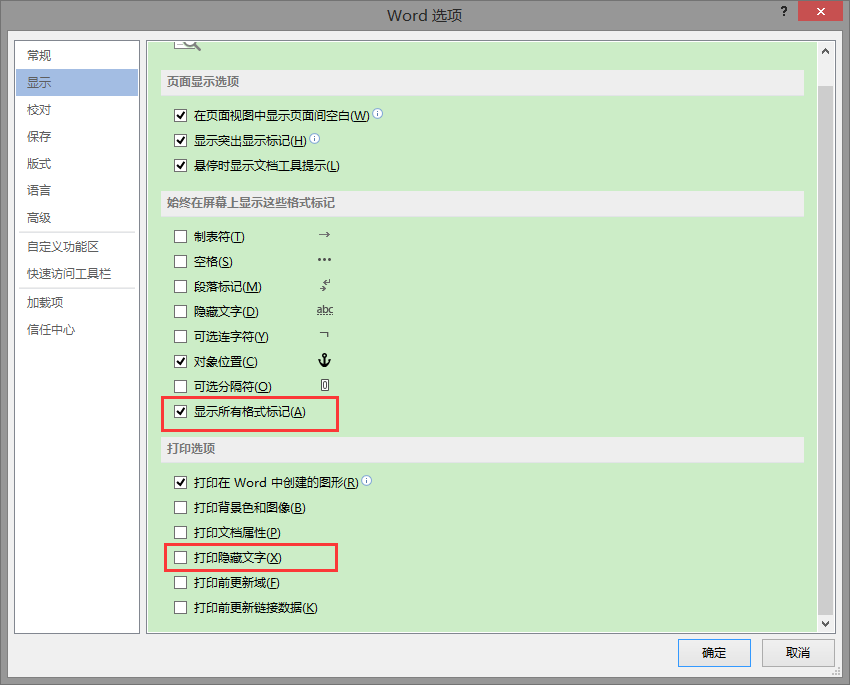 Word 选项
?
常规
显示
校对
保存
版式
语言
高级
自定义功能区
快速访问工具栏
加载项
信任中心
页面显示选项
在页面视图中显示页面间空白(W)
显示突出显示标记(H)
悬停时显示文档工具提示(L)
始终在屏幕上显示这些格式标记
制表符(T) →
空格(S) ···
段落标记(M)
隐藏文字(D) abc
可选连字符(Y) ¬
对象位置(C)
可选分隔符(O)
显示所有格式标记(A)
打印选项
打印在 Word 中创建的图形(R)
打印背景色和图像(B)
打印文档属性(P)
打印隐藏文字(X)
打印前更新域(F)
打印前更新链接数据(K)
确定 取消